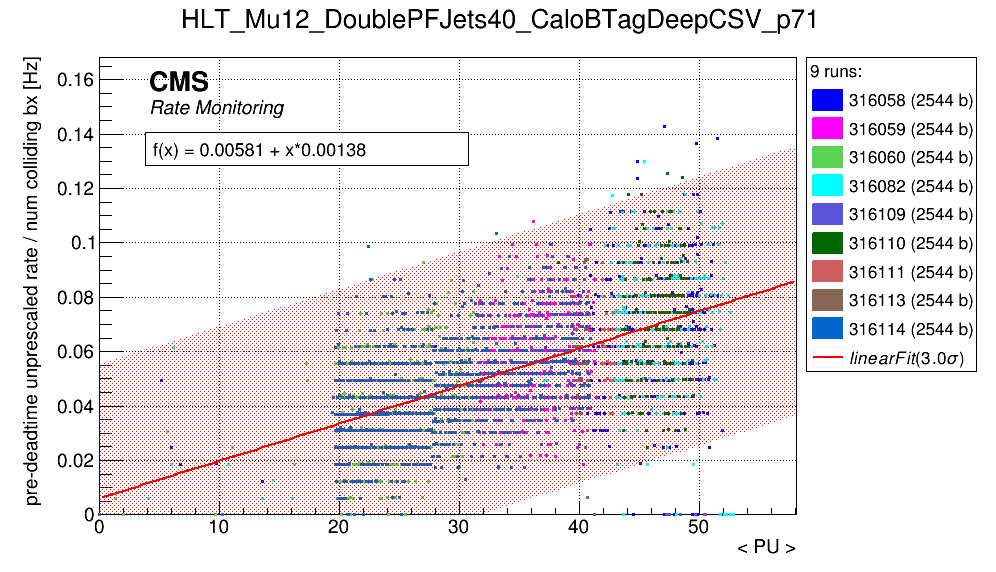 HLT_Mu12_DoublePFJets40_CaloBTagDeepCSV_p71
pre-deadtime unprescaled rate / num colliding bx [Hz]
0.16
0.14
0.12
0.1
0.08
0.06
0.04
0.02
0
CMS
Rate Monitoring
f(x) = 0.00581 + x*0.00138
0 10 20 30 40 50
< PU >
9 runs:
316058 (2544 b)
316059 (2544 b)
316060 (2544 b)
316082 (2544 b)
316109 (2544 b)
316110 (2544 b)
316111 (2544 b)
316113 (2544 b)
316114 (2544 b)
linearFit(3.0σ)